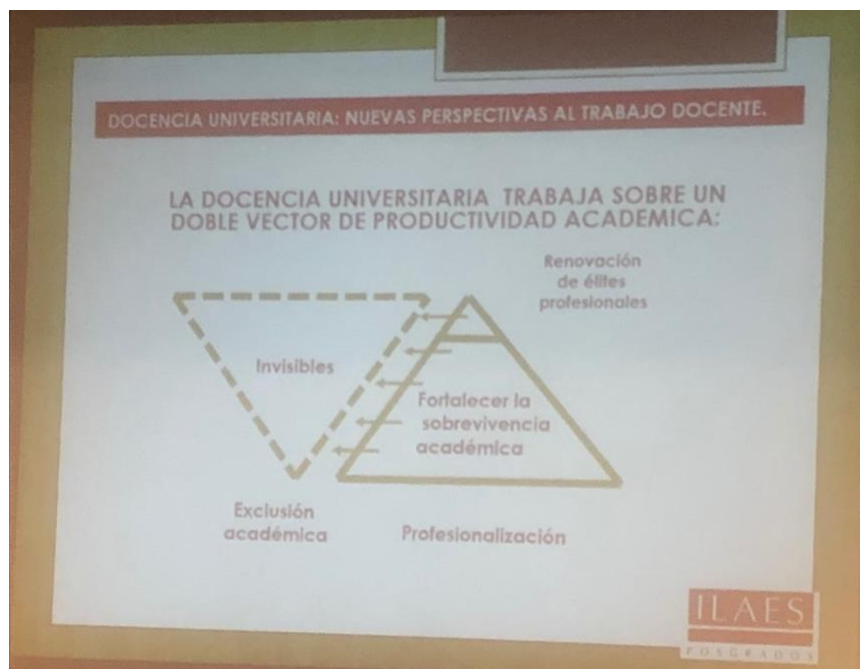 DOCENCIA UNIVERSITARIA: NUEVAS PERSPECTIVAS AL TRABAJO DOCENTE.
LA DOCENCIA UNIVERSITARIA TRABAJA SOBRE UN
DOBLE VECTOR DE PRODUCTIVIDAD ACADEMICA:
Renovación
de élites
profesionales
Invisibles
Fortalecer la
sobrevivencia
académica
Exclusión
académica
Profesionalización
ILAES
POSGRADOS